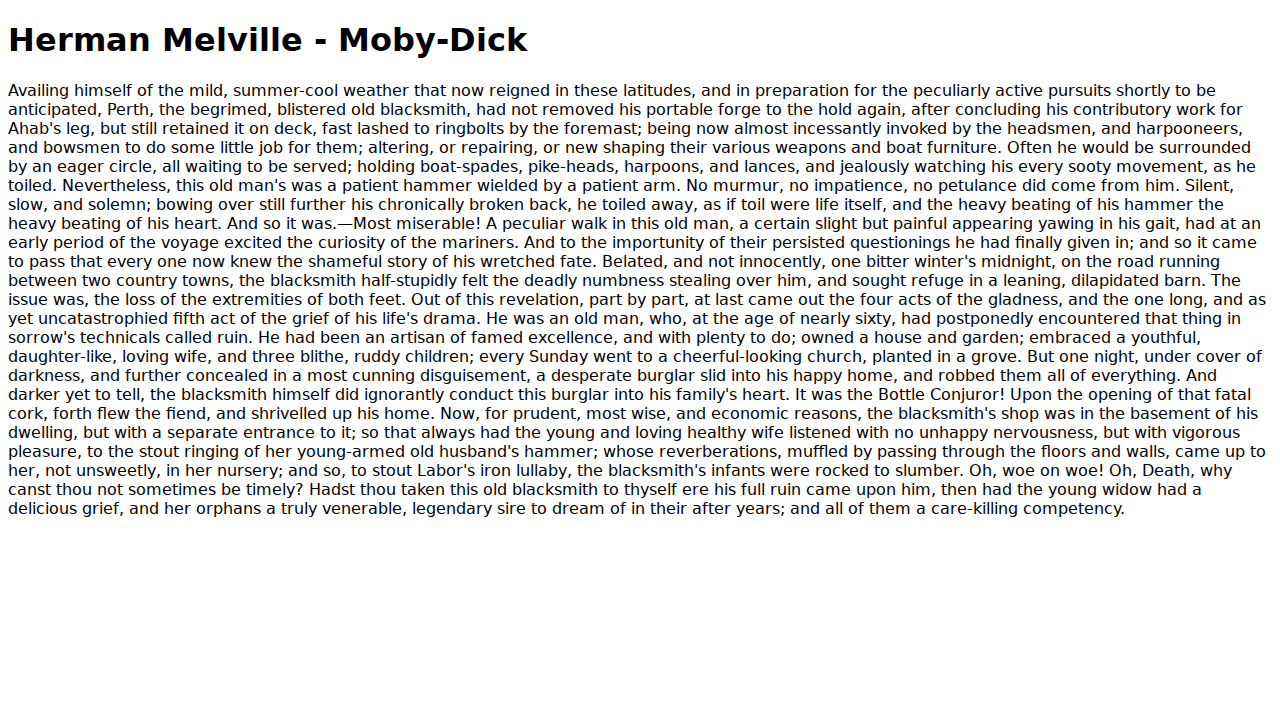 Herman Melville - Moby-Dick
Availing himself of the mild, summer-cool weather that now reigned in these latitudes, and in preparation for the peculiarly active pursuits shortly to be
anticipated, Perth, the begrimed, blistered old blacksmith, had not removed his portable forge to the hold again, after concluding his contributory work for
Ahab's leg, but still retained it on deck, fast lashed to ringbolts by the foremast; being now almost incessantly invoked by the headsmen, and harpooneers,
and bowsmen to do some little job for them; altering, or repairing, or new shaping their various weapons and boat furniture. Often he would be surrounded
by an eager circle, all waiting to be served; holding boat-spades, pike-heads, harpoons, and lances, and jealously watching his every sooty movement, as he
toiled. Nevertheless, this old man's was a patient hammer wielded by a patient arm. No murmur, no impatience, no petulance did come from him. Silent,
slow, and solemn; bowing over still further his chronically broken back, he toiled away, as if toil were life itself, and the heavy beating of his hammer the
heavy beating of his heart. And so it was.—Most miserable! A peculiar walk in this old man, a certain slight but painful appearing yawing in his gait, had at an
early period of the voyage excited the curiosity of the mariners. And to the importunity of their persisted questionings he had finally given in; and so it came
to pass that every one now knew the shameful story of his wretched fate. Belated, and not innocently, one bitter winter's midnight, on the road running
between two country towns, the blacksmith half-stupidly felt the deadly numbness stealing over him, and sought refuge in a leaning, dilapidated barn. The
issue was, the loss of the extremities of both feet. Out of this revelation, part by part, at last came out the four acts of the gladness, and the one long, and as
yet uncatastrophied fifth act of the grief of his life's drama. He was an old man, who, at the age of nearly sixty, had postponedly encountered that thing in
sorrow's technicals called ruin. He had been an artisan of famed excellence, and with plenty to do; owned a house and garden; embraced a youthful,
daughter-like, loving wife, and three blithe, ruddy children; every Sunday went to a cheerful-looking church, planted in a grove. But one night, under cover of
darkness, and further concealed in a most cunning disguisement, a desperate burglar slid into his happy home, and robbed them all of everything. And
darker yet to tell, the blacksmith himself did ignorantly conduct this burglar into his family's heart. It was the Bottle Conjuror! Upon the opening of that fatal
cork, forth flew the fiend, and shrivelled up his home. Now, for prudent, most wise, and economic reasons, the blacksmith's shop was in the basement of his
dwelling, but with a separate entrance to it; so that always had the young and loving healthy wife listened with no unhappy nervousness, but with vigorous
pleasure, to the stout ringing of her young-armed old husband's hammer; whose reverberations, muffled by passing through the floors and walls, came up to
her, not unsweetly, in her nursery; and so, to stout Labor's iron lullaby, the blacksmith's infants were rocked to slumber. Oh, woe on woe! Oh, Death, why
canst thou not sometimes be timely? Hadst thou taken this old blacksmith to thyself ere his full ruin came upon him, then had the young widow had a
delicious grief, and her orphans a truly venerable, legendary sire to dream of in their after years; and all of them a care-killing competency.